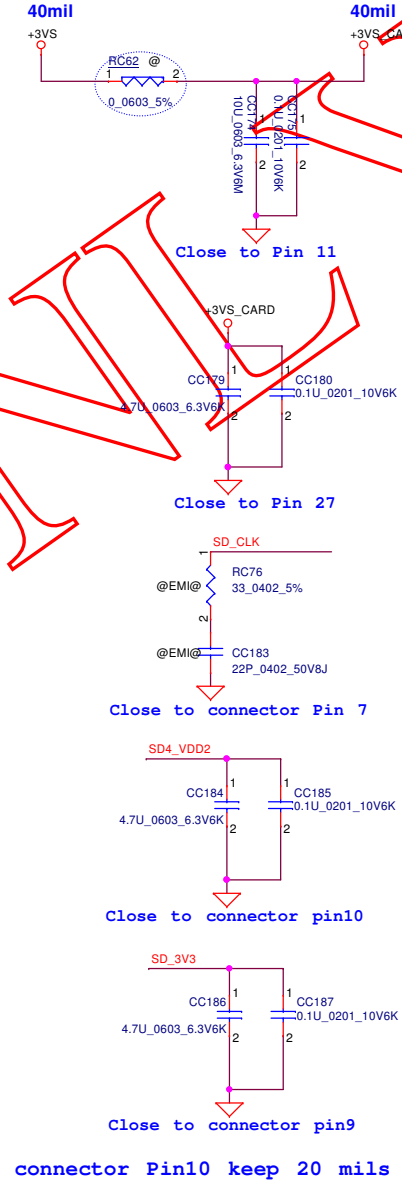 40mil 40mil
+3VS +3VS_CA
RC62 @
1 2
0_0603_5%
CC174
10U_0603_6.3V6M
1
2
CC175
0.1U_0201_10V6K
1
2
Close to Pin 11
+3VS_CARD
1 1
CC179 CC180
4.7U_0603_6.3V6K 0.1U_0201_10V6K
2 2
Close to Pin 27
SD_CLK
1
RC76
@EMI@ 33_0402_5%
2
@EMI@ CC183
22P_0402_50V8J
Close to connector Pin 7
SD4_VDD2
1 1
CC184 CC185
4.7U_0603_6.3V6K 0.1U_0201_10V6K
2 2
Close to connector pin10
SD_3V3
1 1
CC186 CC187
4.7U_0603_6.3V6K 0.1U_0201_10V6K
2 2
Close to connector pin9
connector Pin10 keep 20 mils